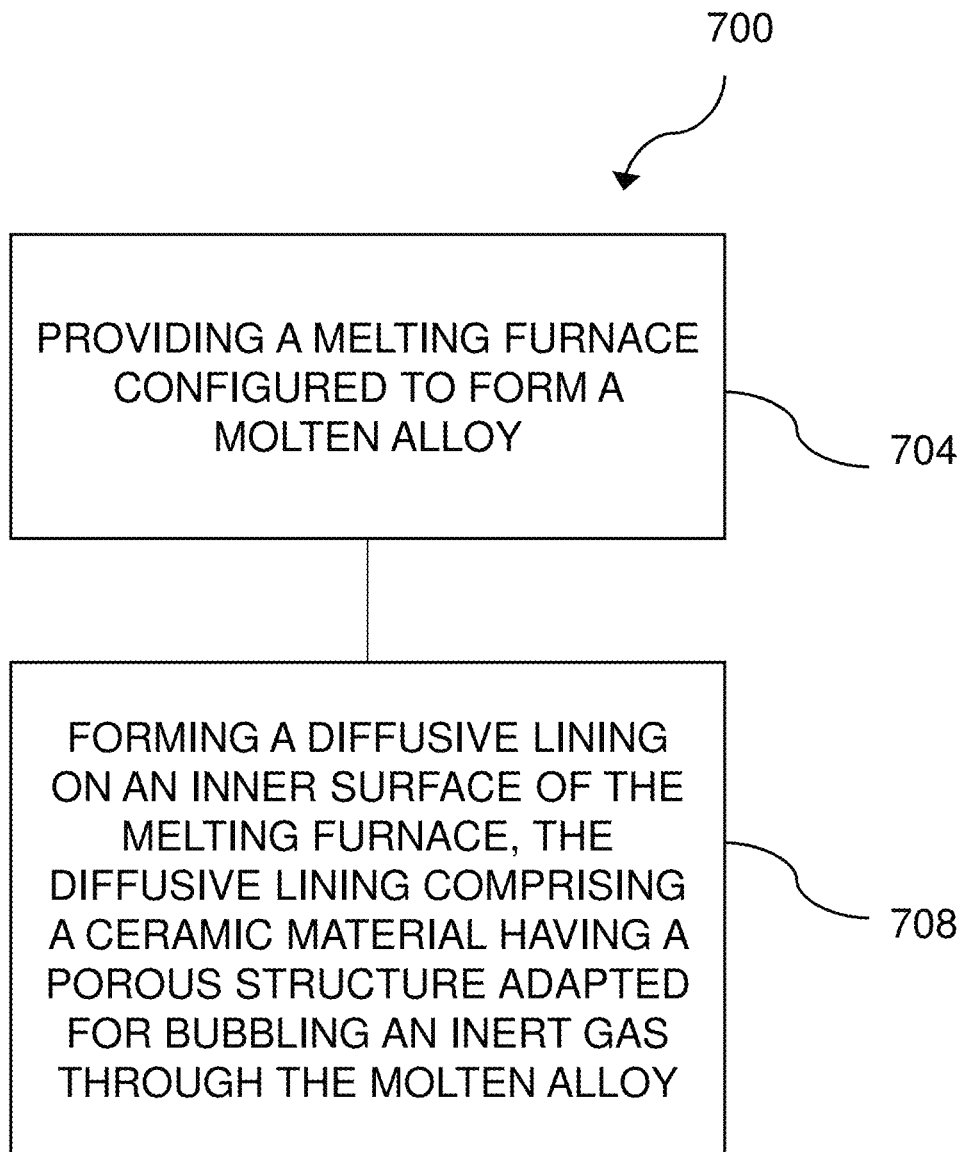 700
PROVIDING A MELTING FURNACE
CONFIGURED TO FORM A
MOLTEN ALLOY
704
FORMING A DIFFUSIVE LINING
ON AN INNER SURFACE OF THE
MELTING FURNACE, THE
DIFFUSIVE LINING COMPRISING
A CERAMIC MATERIAL HAVING A
POROUS STRUCTURE ADAPTED
FOR BUBBLING AN INERT GAS
THROUGH THE MOLTEN ALLOY
708